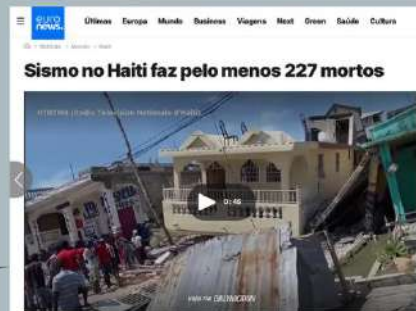 euro
news.
Últimas Europa Mundo Business Viagens Next Green Saúde Cultura
Sismo no Haiti faz pelo menos 227 mortos
0:46